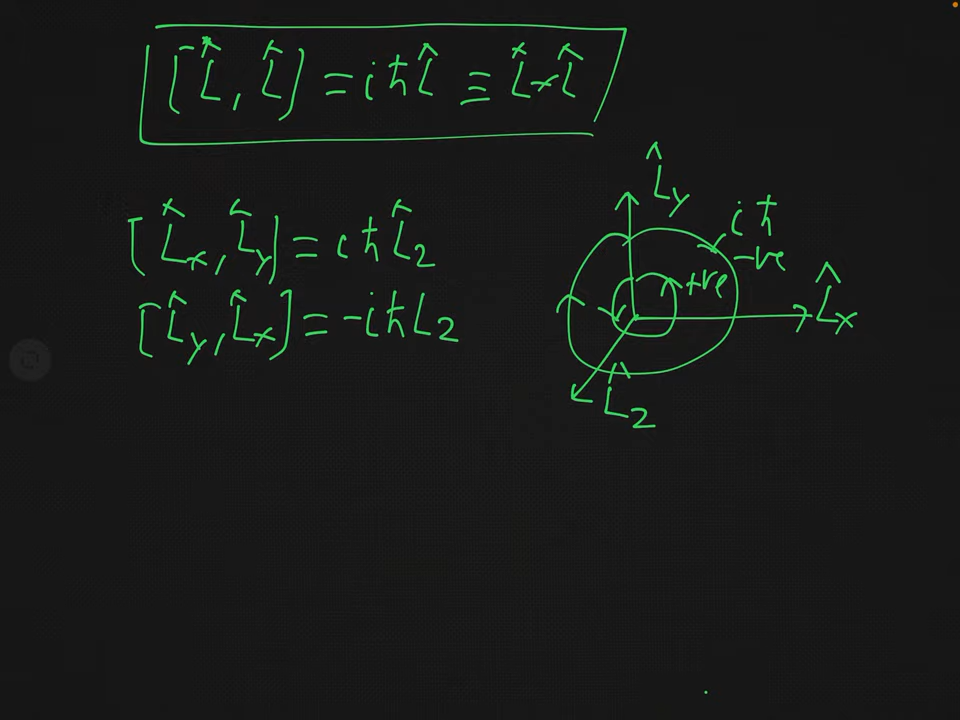 [L̂, L̂] = iħL̂ ≡ L̂×L̂
[L̂x, L̂y] = iħL̂z
[L̂y, L̂x] = -iħLz
L̂y
iħ
-ve
+ve
L̂x
L̂z